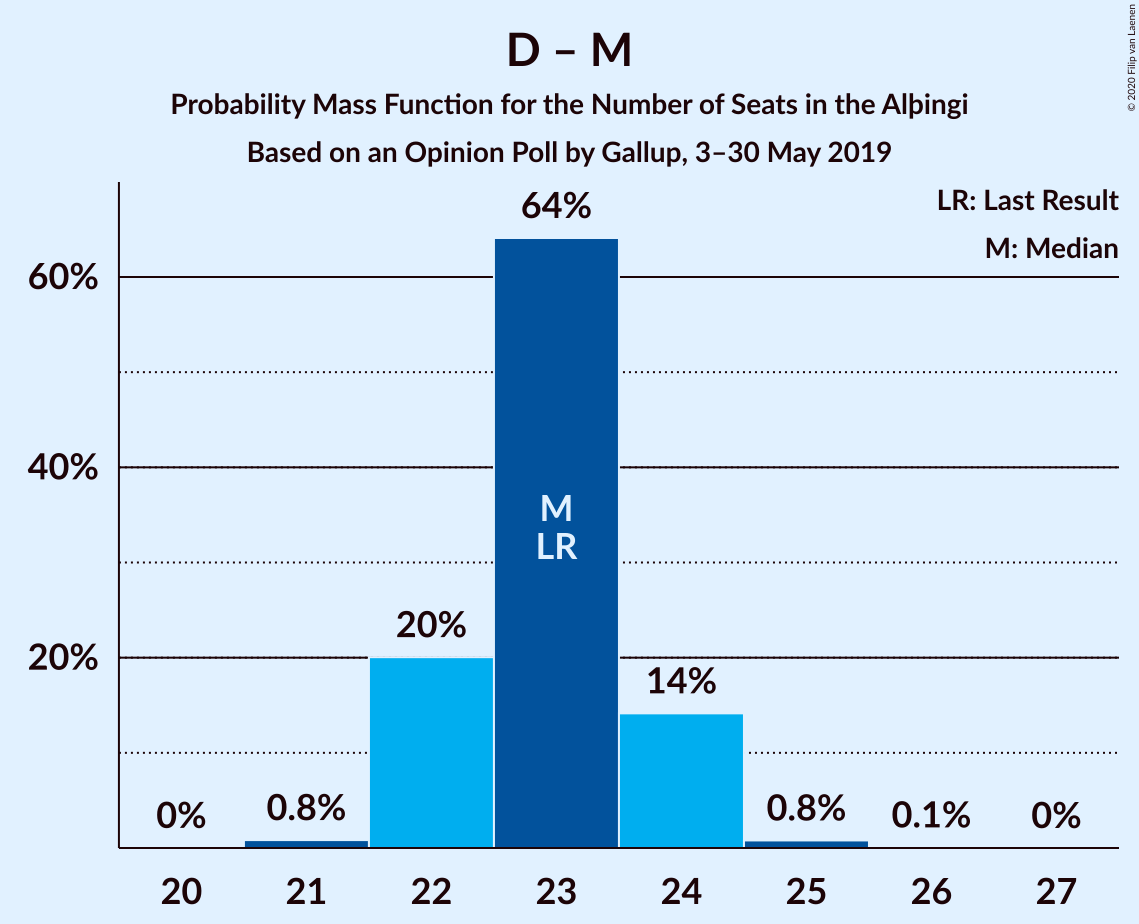 D – M
Probability Mass Function for the Number of Seats in the Alþingi
Based on an Opinion Poll by Gallup, 3–30 May 2019
© 2020 Filip van Laenen
LR: Last Result
M: Median
64%
60%
40%
M
LR
20%
20%
14%
0%
0.8%
0.8%
0.1%
0%
20 21 22 23 24 25 26 27